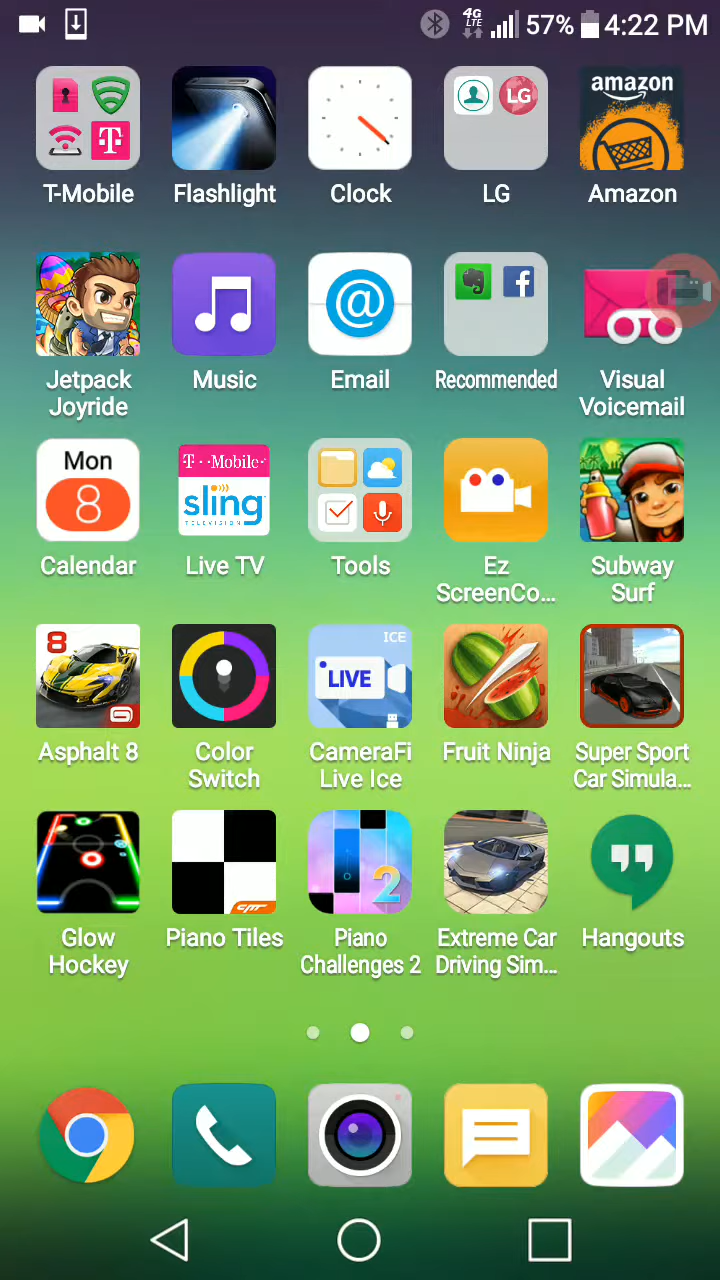 4G
LTE
57%
4:22 PM
T
LG
amazon
T-Mobile
Flashlight
Clock
LG
Amazon
@
Jetpack
Joyride
Music
Email
Recommended
Visual
Voicemail
Mon
8
T··Mobile·
sling
TELEVISION
Calendar
Live TV
Tools
Ez
ScreenCo...
Subway
Surf
8
ICE
LIVE
Asphalt 8
Color
Switch
CameraFi
Live Ice
Fruit Ninja
Super Sport
Car Simula...
2
Glow
Hockey
Piano Tiles
Piano
Challenges 2
Extreme Car
Driving Sim...
Hangouts